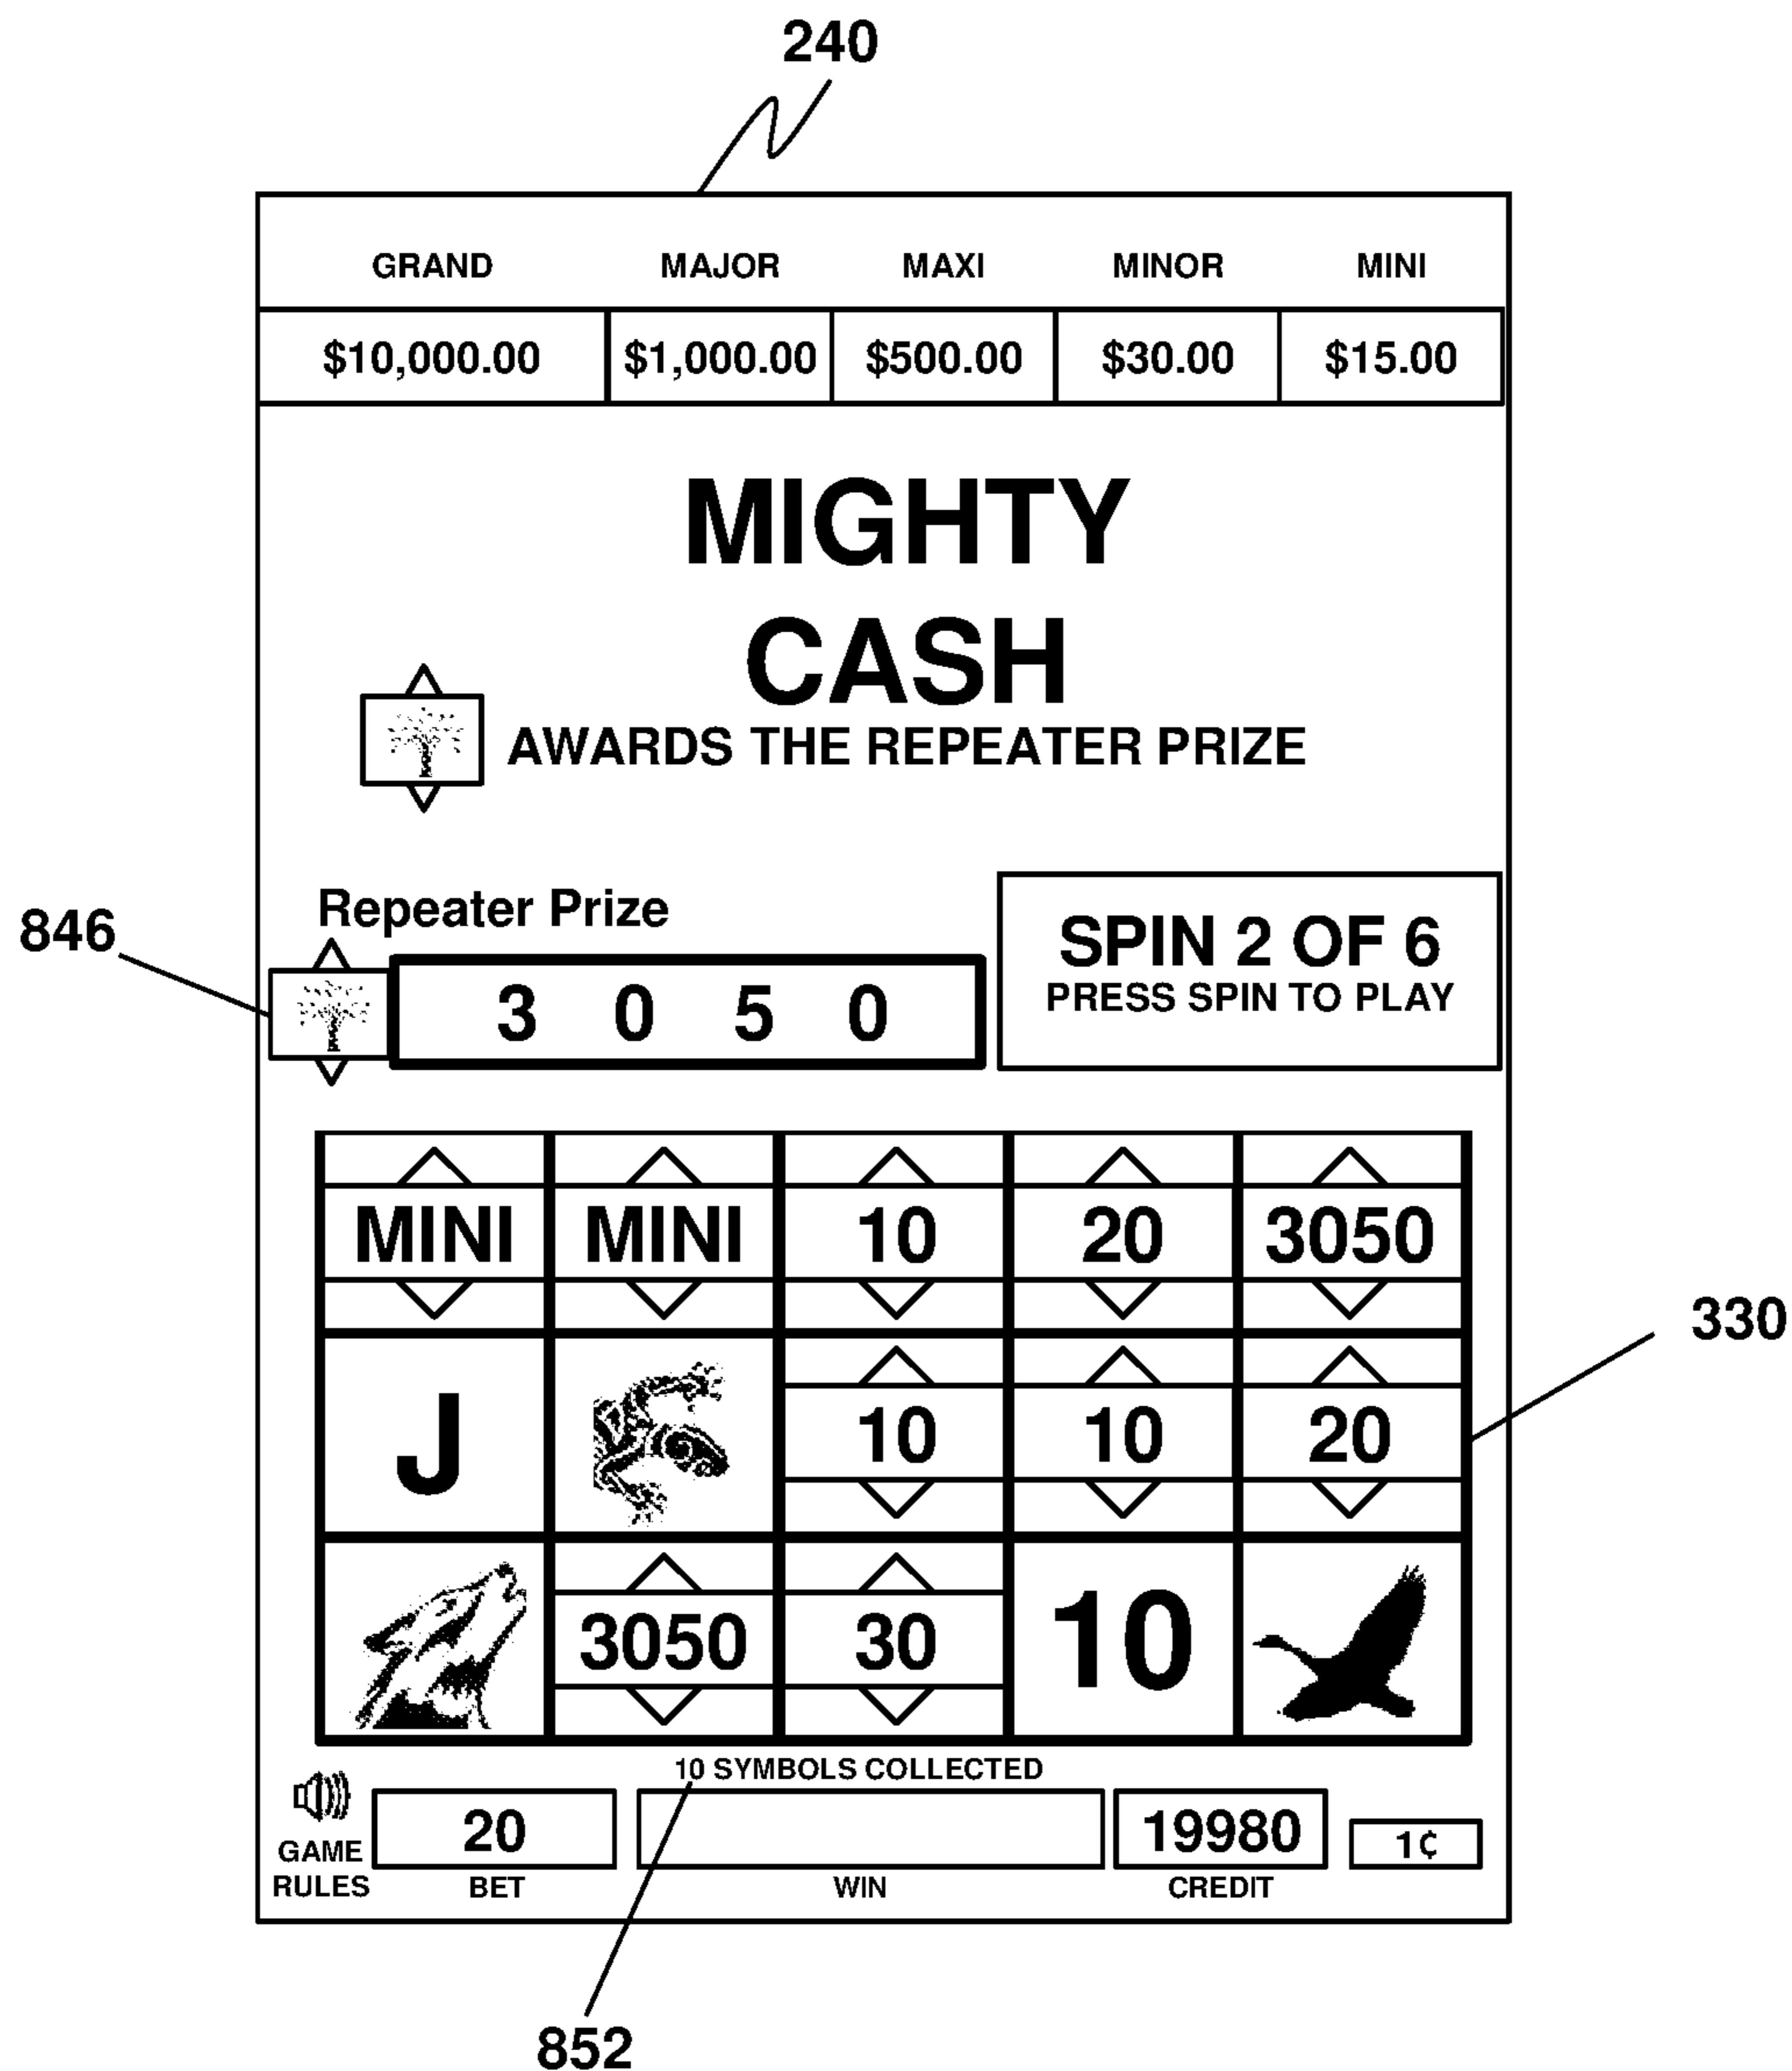 240
GRAND MAJOR MAXI MINOR MINI
$10,000.00 $1,000.00 $500.00 $30.00 $15.00
MIGHTY
CASH
AWARDS THE REPEATER PRIZE
846
Repeater Prize
3 0 5 0
SPIN 2 OF 6
PRESS SPIN TO PLAY
MINI MINI 10 20 3050
330
J 10 10 20
3050 30 10
10 SYMBOLS COLLECTED
20 19980 1¢
GAME
RULES BET WIN CREDIT
852